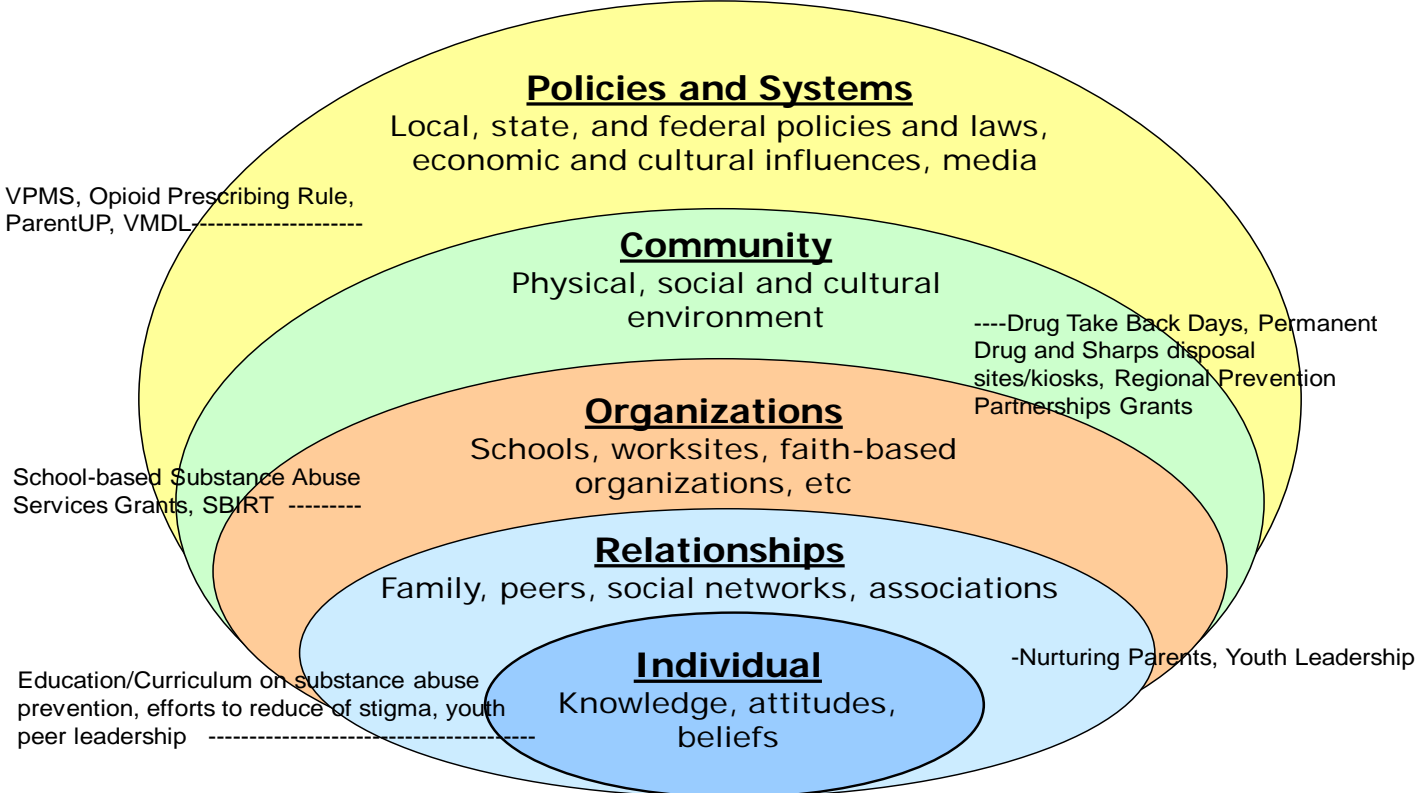 Policies and Systems
Local, state, and federal policies and laws,
economic and cultural influences, media
VPMS, Opioid Prescribing Rule,
ParentUP, VMDL---------------------
Community
Physical, social and cultural
environment
----Drug Take Back Days, Permanent
Drug and Sharps disposal
sites/kiosks, Regional Prevention
Partnerships Grants
Organizations
Schools, worksites, faith-based
organizations, etc
School-based Substance Abuse
Services Grants, SBIRT ---------
Relationships
Family, peers, social networks, associations
-Nurturing Parents, Youth Leadership
Individual
Knowledge, attitudes,
beliefs
Education/Curriculum on substance abuse
prevention, efforts to reduce of stigma, youth
peer leadership ----------------------------------------